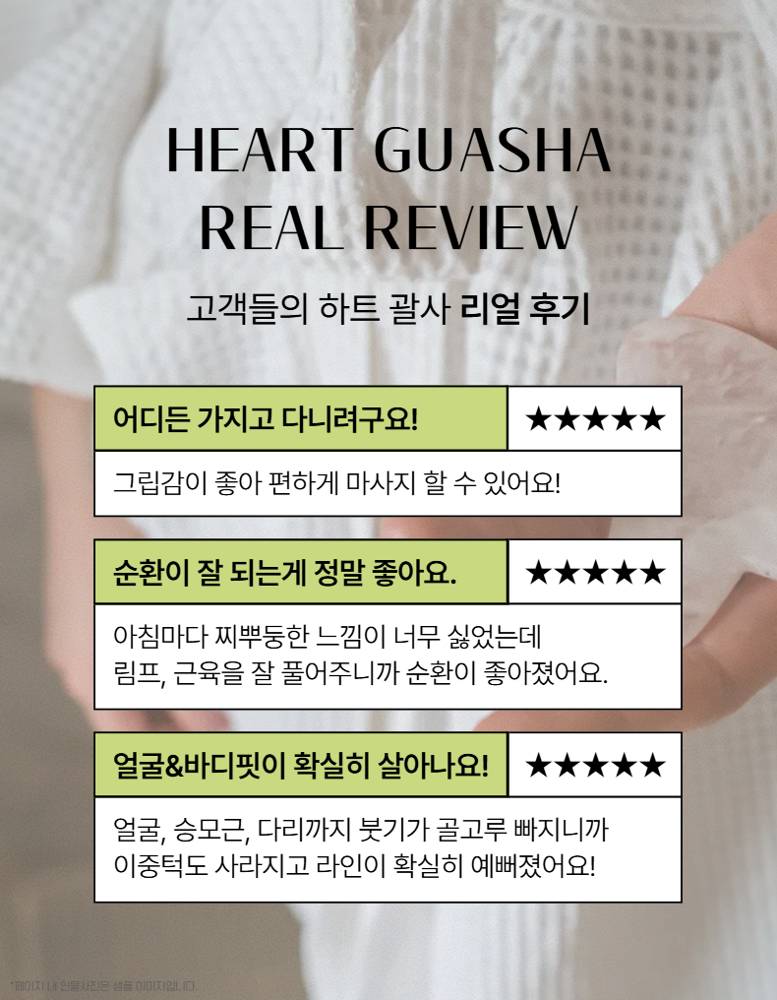 HEART GUASHA
REAL REVIEW
고객들의 하트 괄사 리얼 후기
어디든 가지고 다니려구요! ★★★★★
그립감이 좋아 편하게 마사지 할 수 있어요!
순환이 잘 되는게 정말 좋아요. ★★★★★
아침마다 찌뿌둥한 느낌이 너무 싫었는데
림프, 근육을 잘 풀어주니까 순환이 좋아졌어요.
얼굴&바디핏이 확실히 살아나요! ★★★★★
얼굴, 승모근, 다리까지 붓기가 골고루 빠지니까
이중턱도 사라지고 라인이 확실히 예뻐졌어요!
*페이지 내 인물사진은 샘플 이미지입니다.